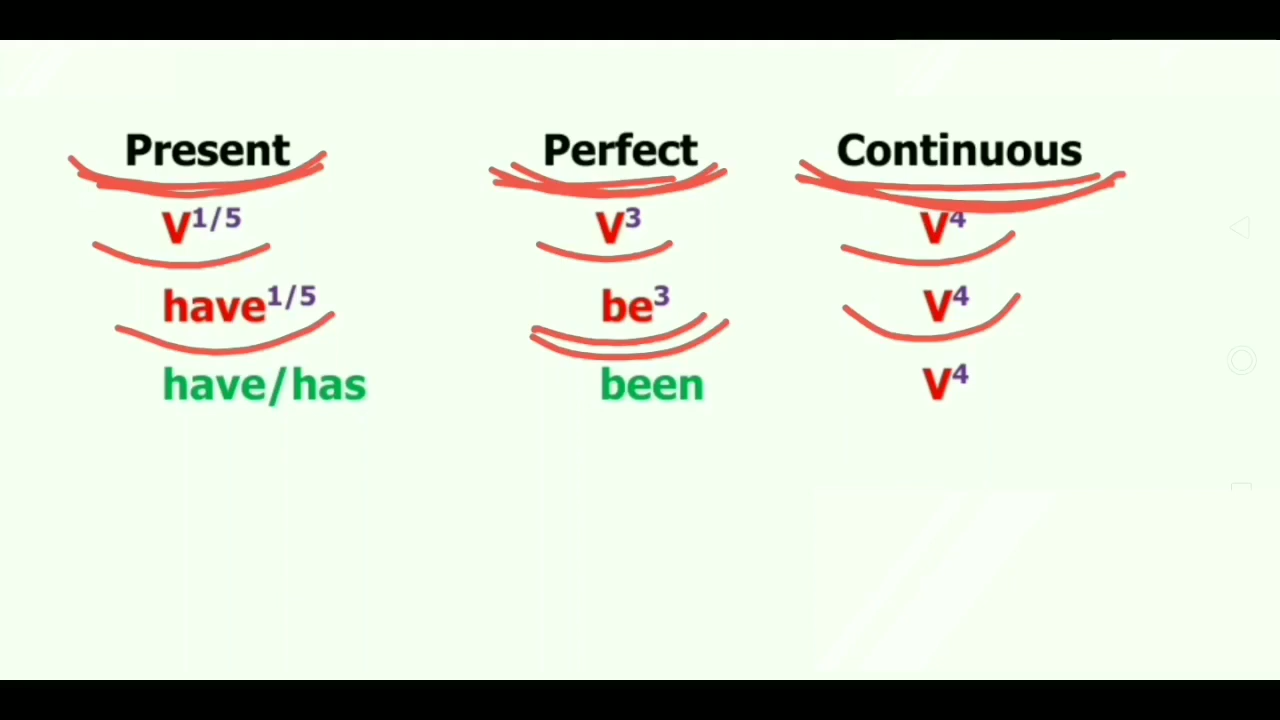 Present Perfect Continuous
V1/5 V3 V4
have1/5 be3 V4
have/has been V4